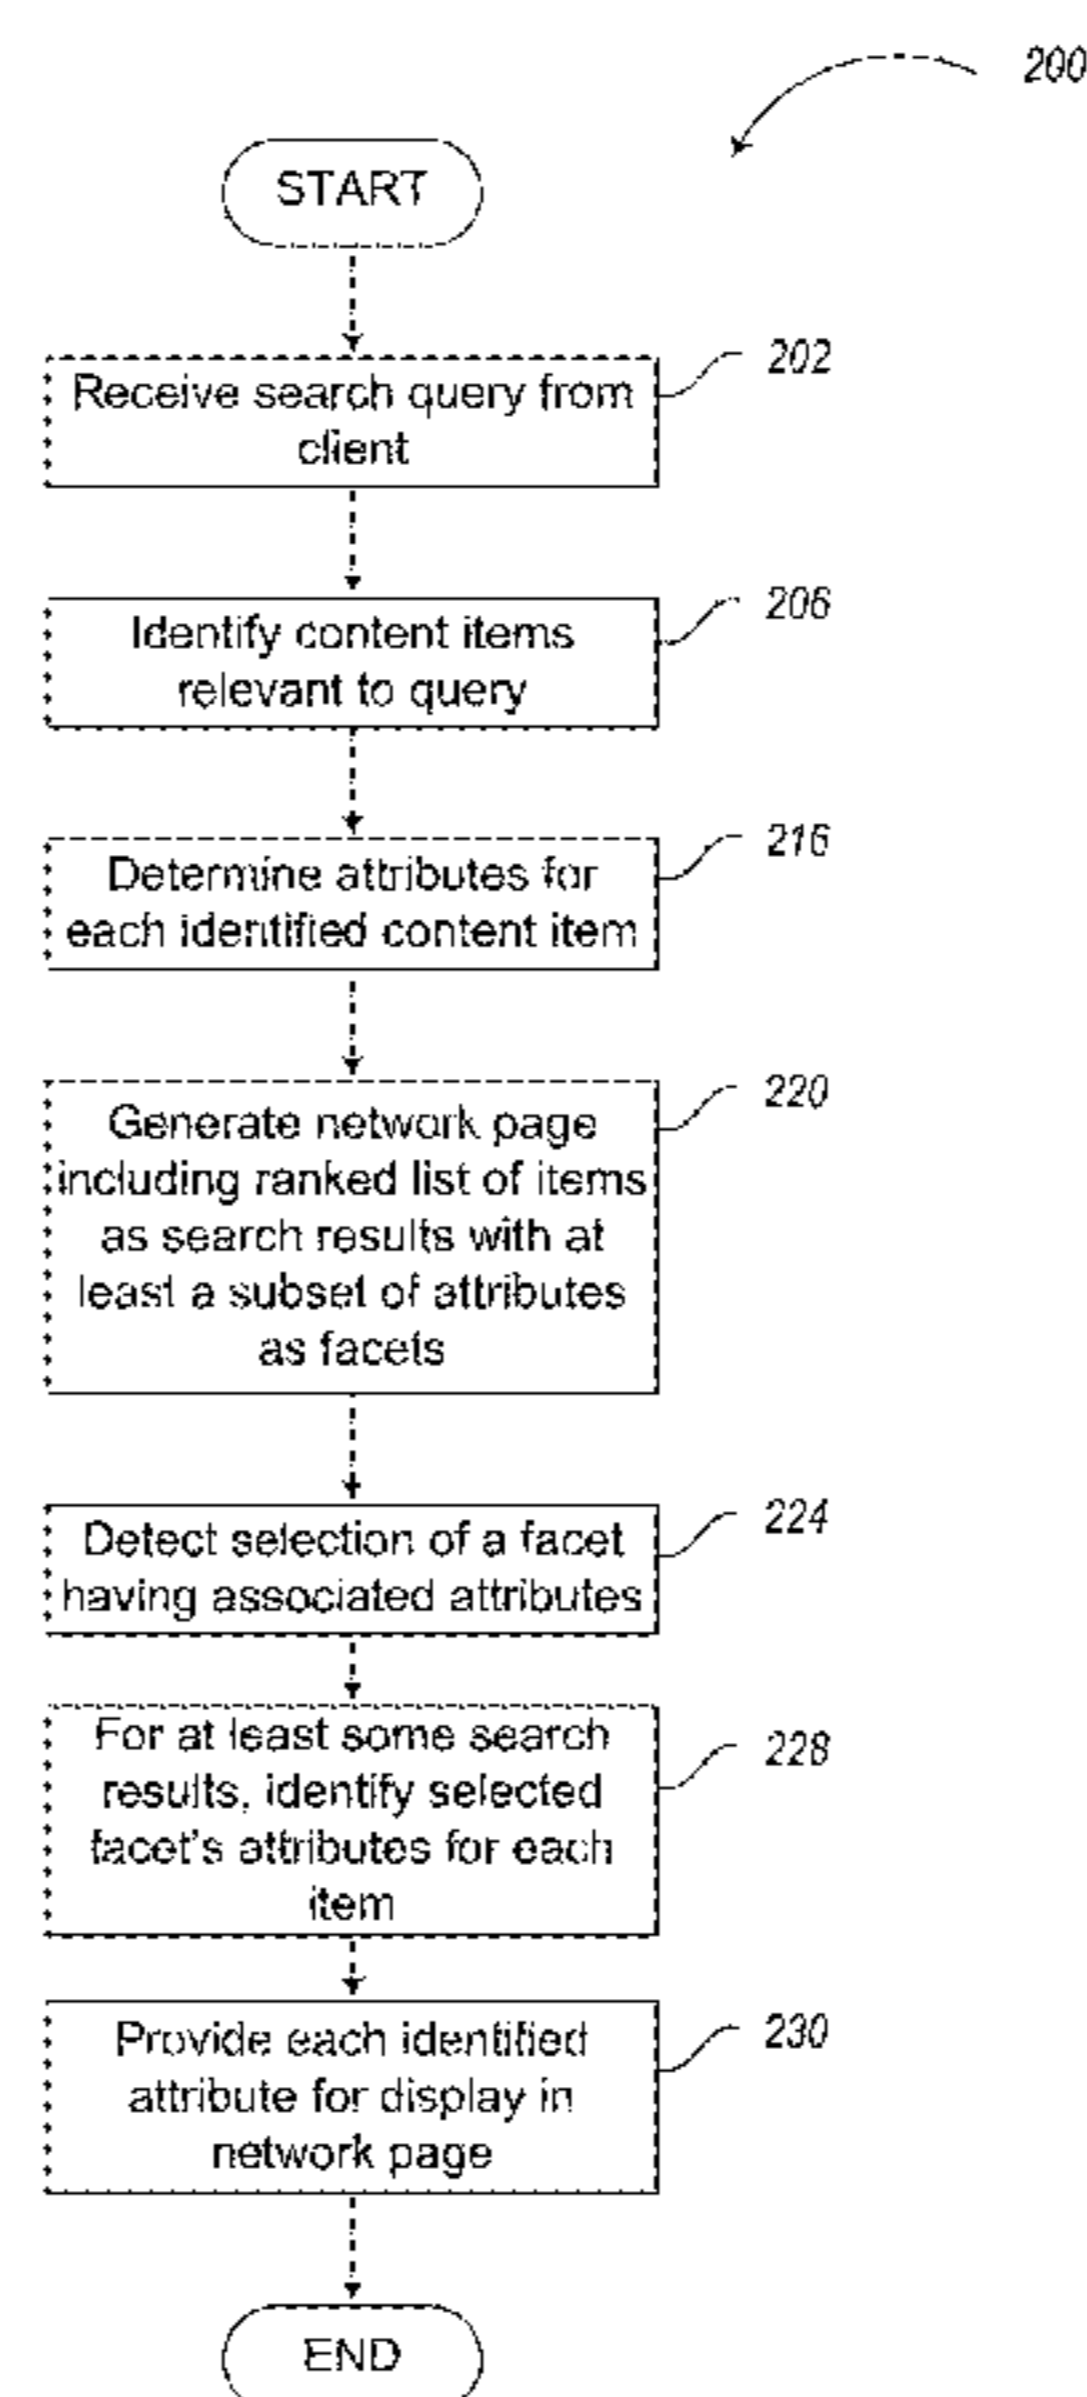 200
START
202
Receive search query from
client
206
Identify content items
relevant to query
216
Determine attributes for
each identified content item
220
Generate network page
including ranked list of items
as search results with at
least a subset of attributes
as facets
224
Detect selection of a facet
having associated attributes
228
For at least some search
results, identify selected
facet's attributes for each
item
230
Provide each identified
attribute for display in
network page
END